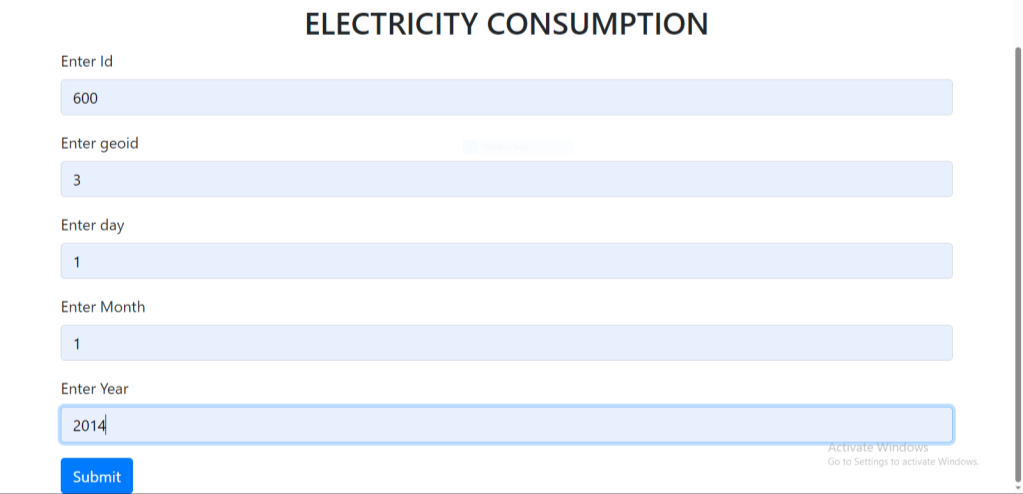 ELECTRICITY CONSUMPTION
Enter Id
600
Enter geoid
3
Enter day
1
Enter Month
1
Enter Year
2014
Activate Windows
Go to Settings to activate Windows.
Submit